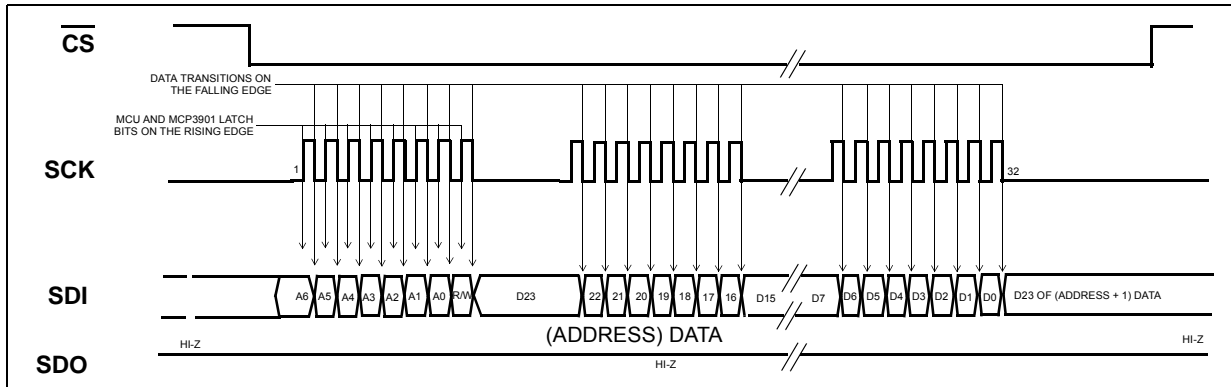 CS
DATA TRANSITIONS ON
THE FALLING EDGE
MCU AND MCP3901 LATCH
BITS ON THE RISING EDGE
SCK
1
32
SDI
A6 A5 A4 A3 A2 A1 A0 R/W D23 22 21 20 19 18 17 16 D15 D7 D6 D5 D4 D3 D2 D1 D0 D23 OF (ADDRESS + 1) DATA
(ADDRESS) DATA
HI-Z
HI-Z
SDO
HI-Z